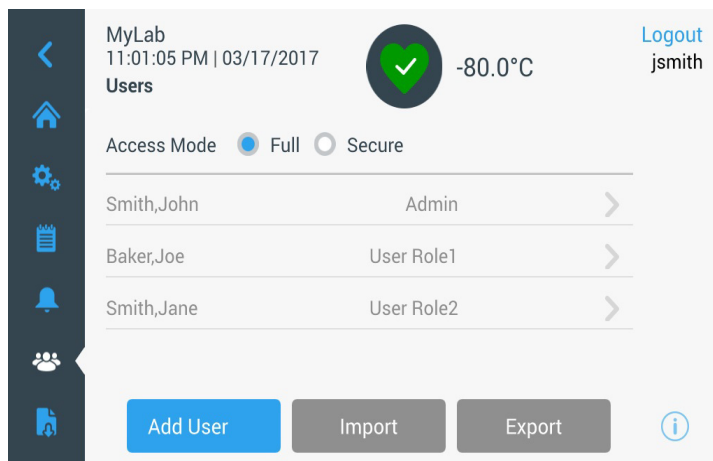 MyLab
11:01:05 PM | 03/17/2017
Users
-80.0°C
Logout
jsmith
Access Mode Full Secure
Smith,John Admin
Baker,Joe User Role1
Smith,Jane User Role2
Add User Import Export
i